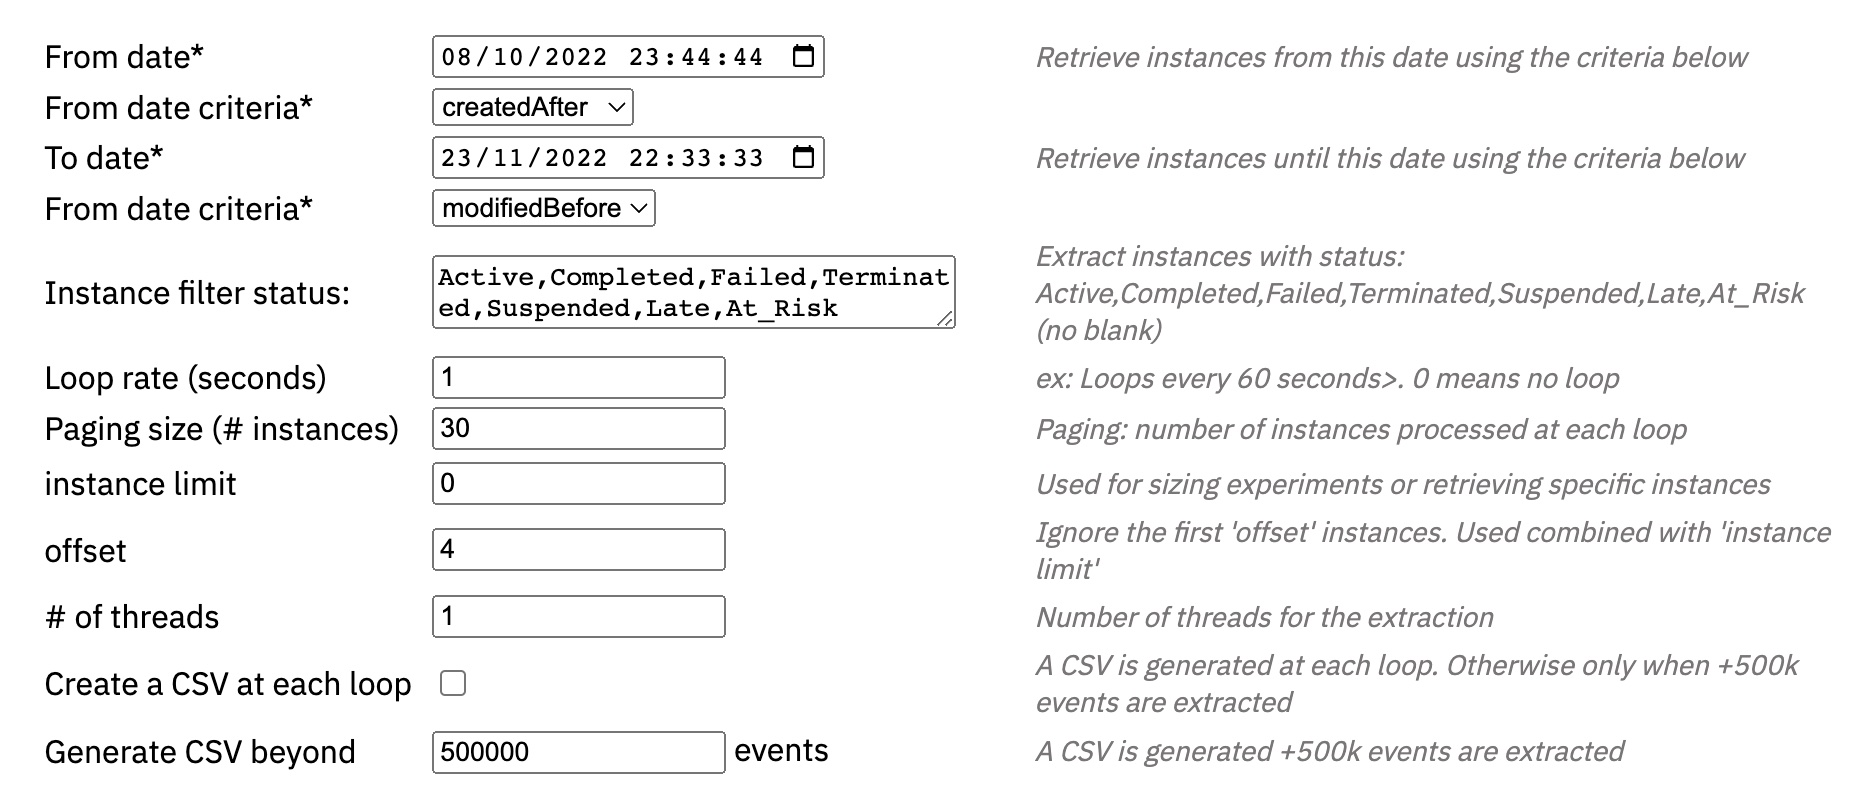 From date* 08/10/2022 23:44:44 Retrieve instances from this date using the criteria below
From date criteria* createdAfter
To date* 23/11/2022 22:33:33 Retrieve instances until this date using the criteria below
From date criteria* modifiedBefore
Instance filter status:
Active,Completed,Failed,Terminat
ed,Suspended,Late,At_Risk
Extract instances with status:
Active,Completed,Failed,Terminated,Suspended,Late,At_Risk
(no blank)
Loop rate (seconds) 1 ex: Loops every 60 seconds>. 0 means no loop
Paging size (# instances) 30 Paging: number of instances processed at each loop
instance limit 0 Used for sizing experiments or retrieving specific instances
offset 4
Ignore the first 'offset' instances. Used combined with 'instance
limit'
# of threads 1 Number of threads for the extraction
Create a CSV at each loop
A CSV is generated at each loop. Otherwise only when +500k
events are extracted
Generate CSV beyond 500000 events A CSV is generated +500k events are extracted